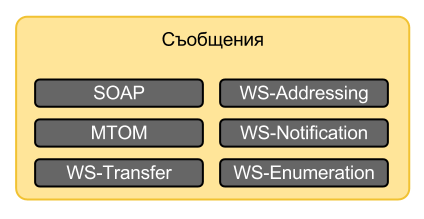 Съобщения
SOAP
WS-Addressing
MTOM
WS-Notification
WS-Transfer
WS-Enumeration